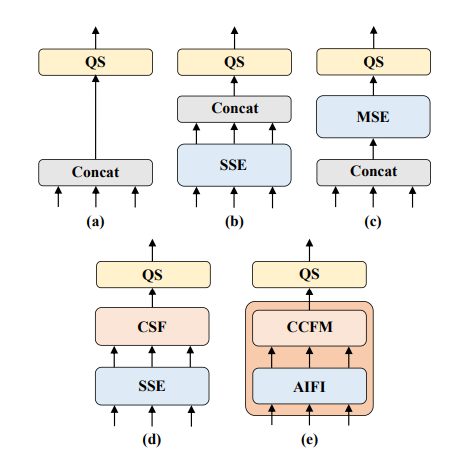 QS
QS
QS
Concat
MSE
Concat
SSE
Concat
(a)
(b)
(c)
QS
QS
CSF
CCFM
SSE
AIFI
(d)
(e)